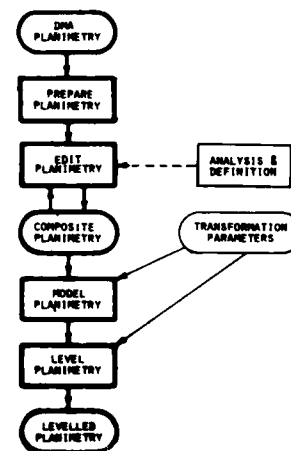 DMA
PLANIMETRY
PREPARE
PLANIMETRY
EDIT
PLANIMETRY
ANALYSIS &
DEFINITION
COMPOSITE
PLANIMETRY
TRANSFORMATION
PARAMETERS
MODEL
PLANIMETRY
LEVEL
PLANIMETRY
LEVELLED
PLANIMETRY